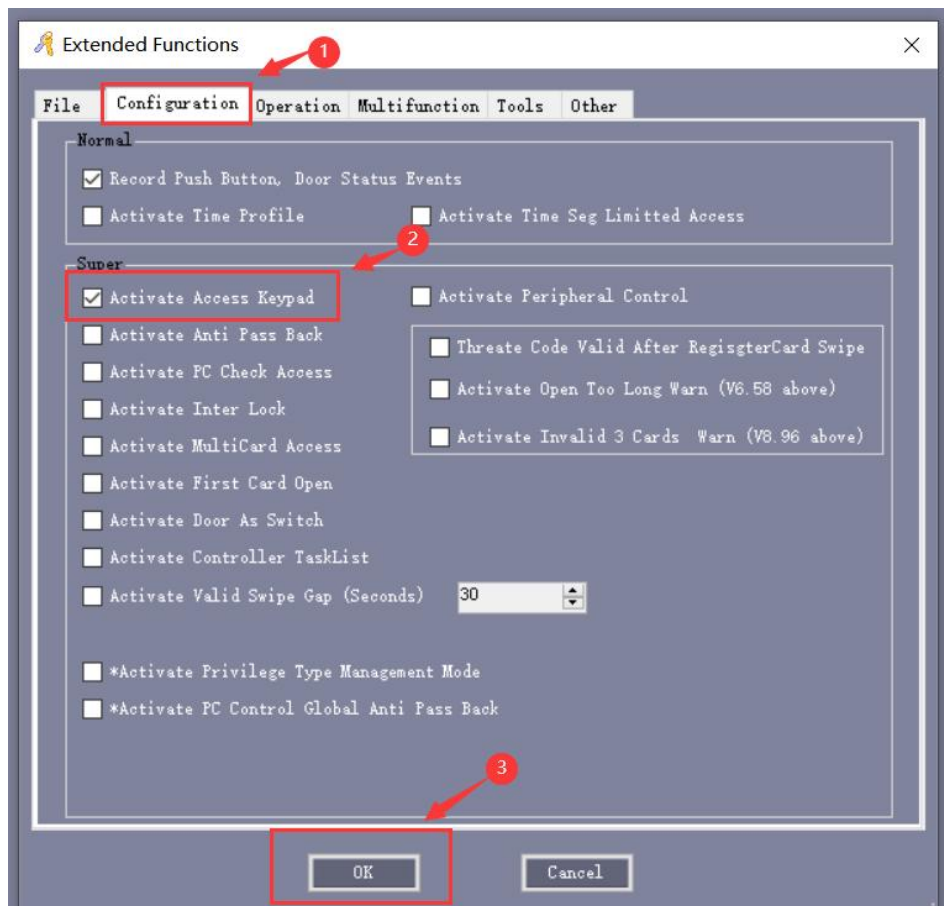 Extended Functions
1
File Configuration Operation Multifunction Tools Other
Normal
Record Push Button, Door Status Events
Activate Time Profile Activate Time Seg Limitted Access
2
Super
Activate Access Keypad Activate Peripheral Control
Activate Anti Pass Back
Threate Code Valid After RegisgterCard Swipe
Activate PC Check Access
Activate Open Too Long Warn (V6.58 above)
Activate Inter Lock
Activate Invalid 3 Cards Warn (V8.96 above)
Activate MultiCard Access
Activate First Card Open
Activate Door As Switch
Activate Controller TaskList
Activate Valid Swipe Gap (Seconds) 30
*Activate Privilege Type Management Mode
*Activate PC Control Global Anti Pass Back
3
OK Cancel